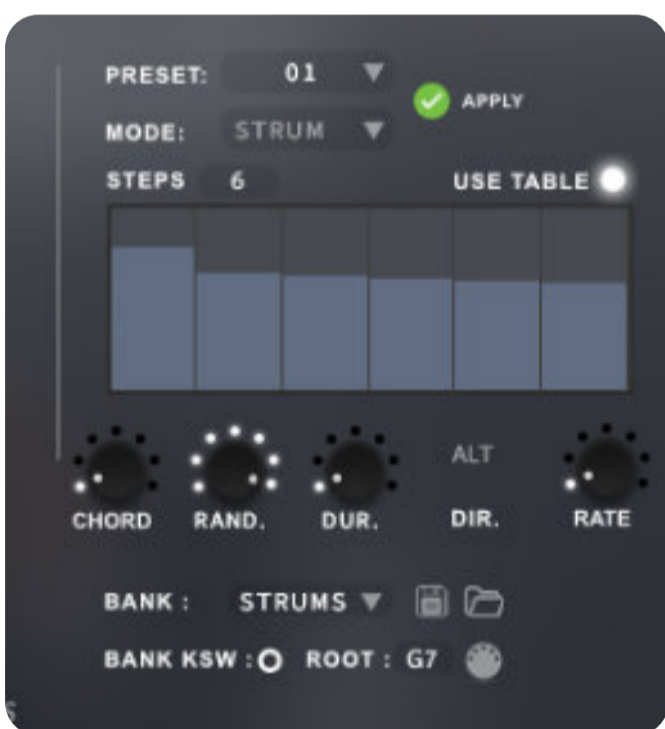 PRESET: 01
APPLY
MODE: STRUM
STEPS 6 USE TABLE
ALT
CHORD RAND. DUR. DIR. RATE
BANK : STRUMS
BANK KSW : ROOT : G7